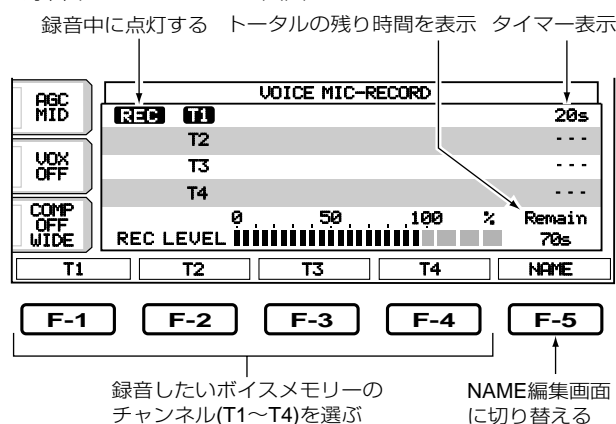 録音中に点灯する トータルの残り時間を表示 タイマー表示
VOICE MIC-RECORD
AGC
MID
REC T1 20s
T2 ---
VOX
OFF
T3 ---
T4 ---
COMP
OFF
WIDE
0 50 100 % Remain
REC LEVEL 70s
T1 T2 T3 T4 NAME
F-1 F-2 F-3 F-4 F-5
録音したいボイスメモリーの
チャンネル(T1～T4)を選ぶ
NAME編集画面
に切り替える